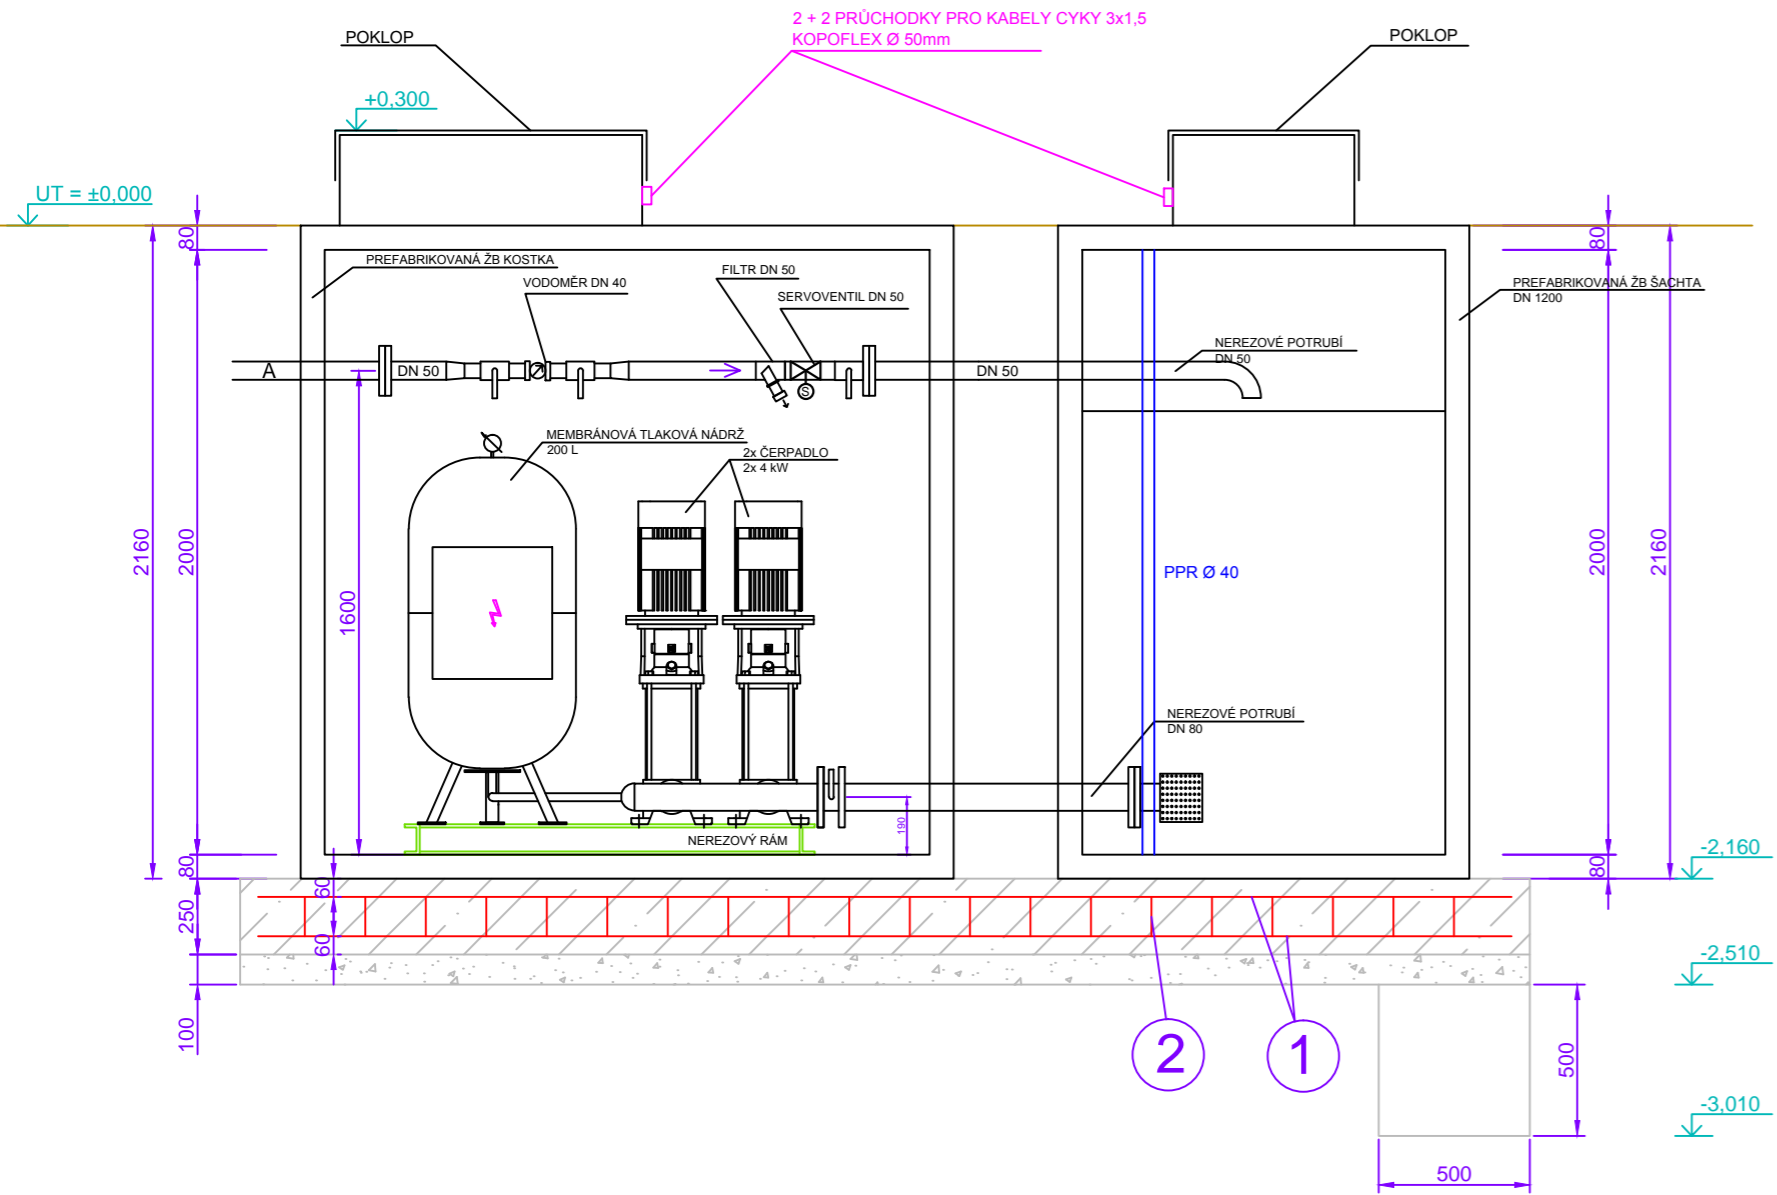 2 + 2 PRŮCHODKY PRO KABELY CYKY 3x1,5
KOPOFLEX Ø 50mm
POKLOP
POKLOP
+0,300
UT = ±0,000
80
80
PREFABRIKOVANÁ ŽB KOSTKA
VODOMĚR DN 40
FILTR DN 50
SERVOVENTIL DN 50
PREFABRIKOVANÁ ŽB ŠACHTA
DN 1200
NEREZOVÉ POTRUBÍ
DN 50
A
DN 50
DN 50
S
MEMBRÁNOVÁ TLAKOVÁ NÁDRŽ
200 L
2x ČERPADLO
2x 4 kW
2160
2000
1600
PPR Ø 40
2000
2160
NEREZOVÉ POTRUBÍ
DN 80
190
NEREZOVÝ RÁM
80
80
-2,160
60
250
60
-2,510
100
2
1
500
-3,010
500